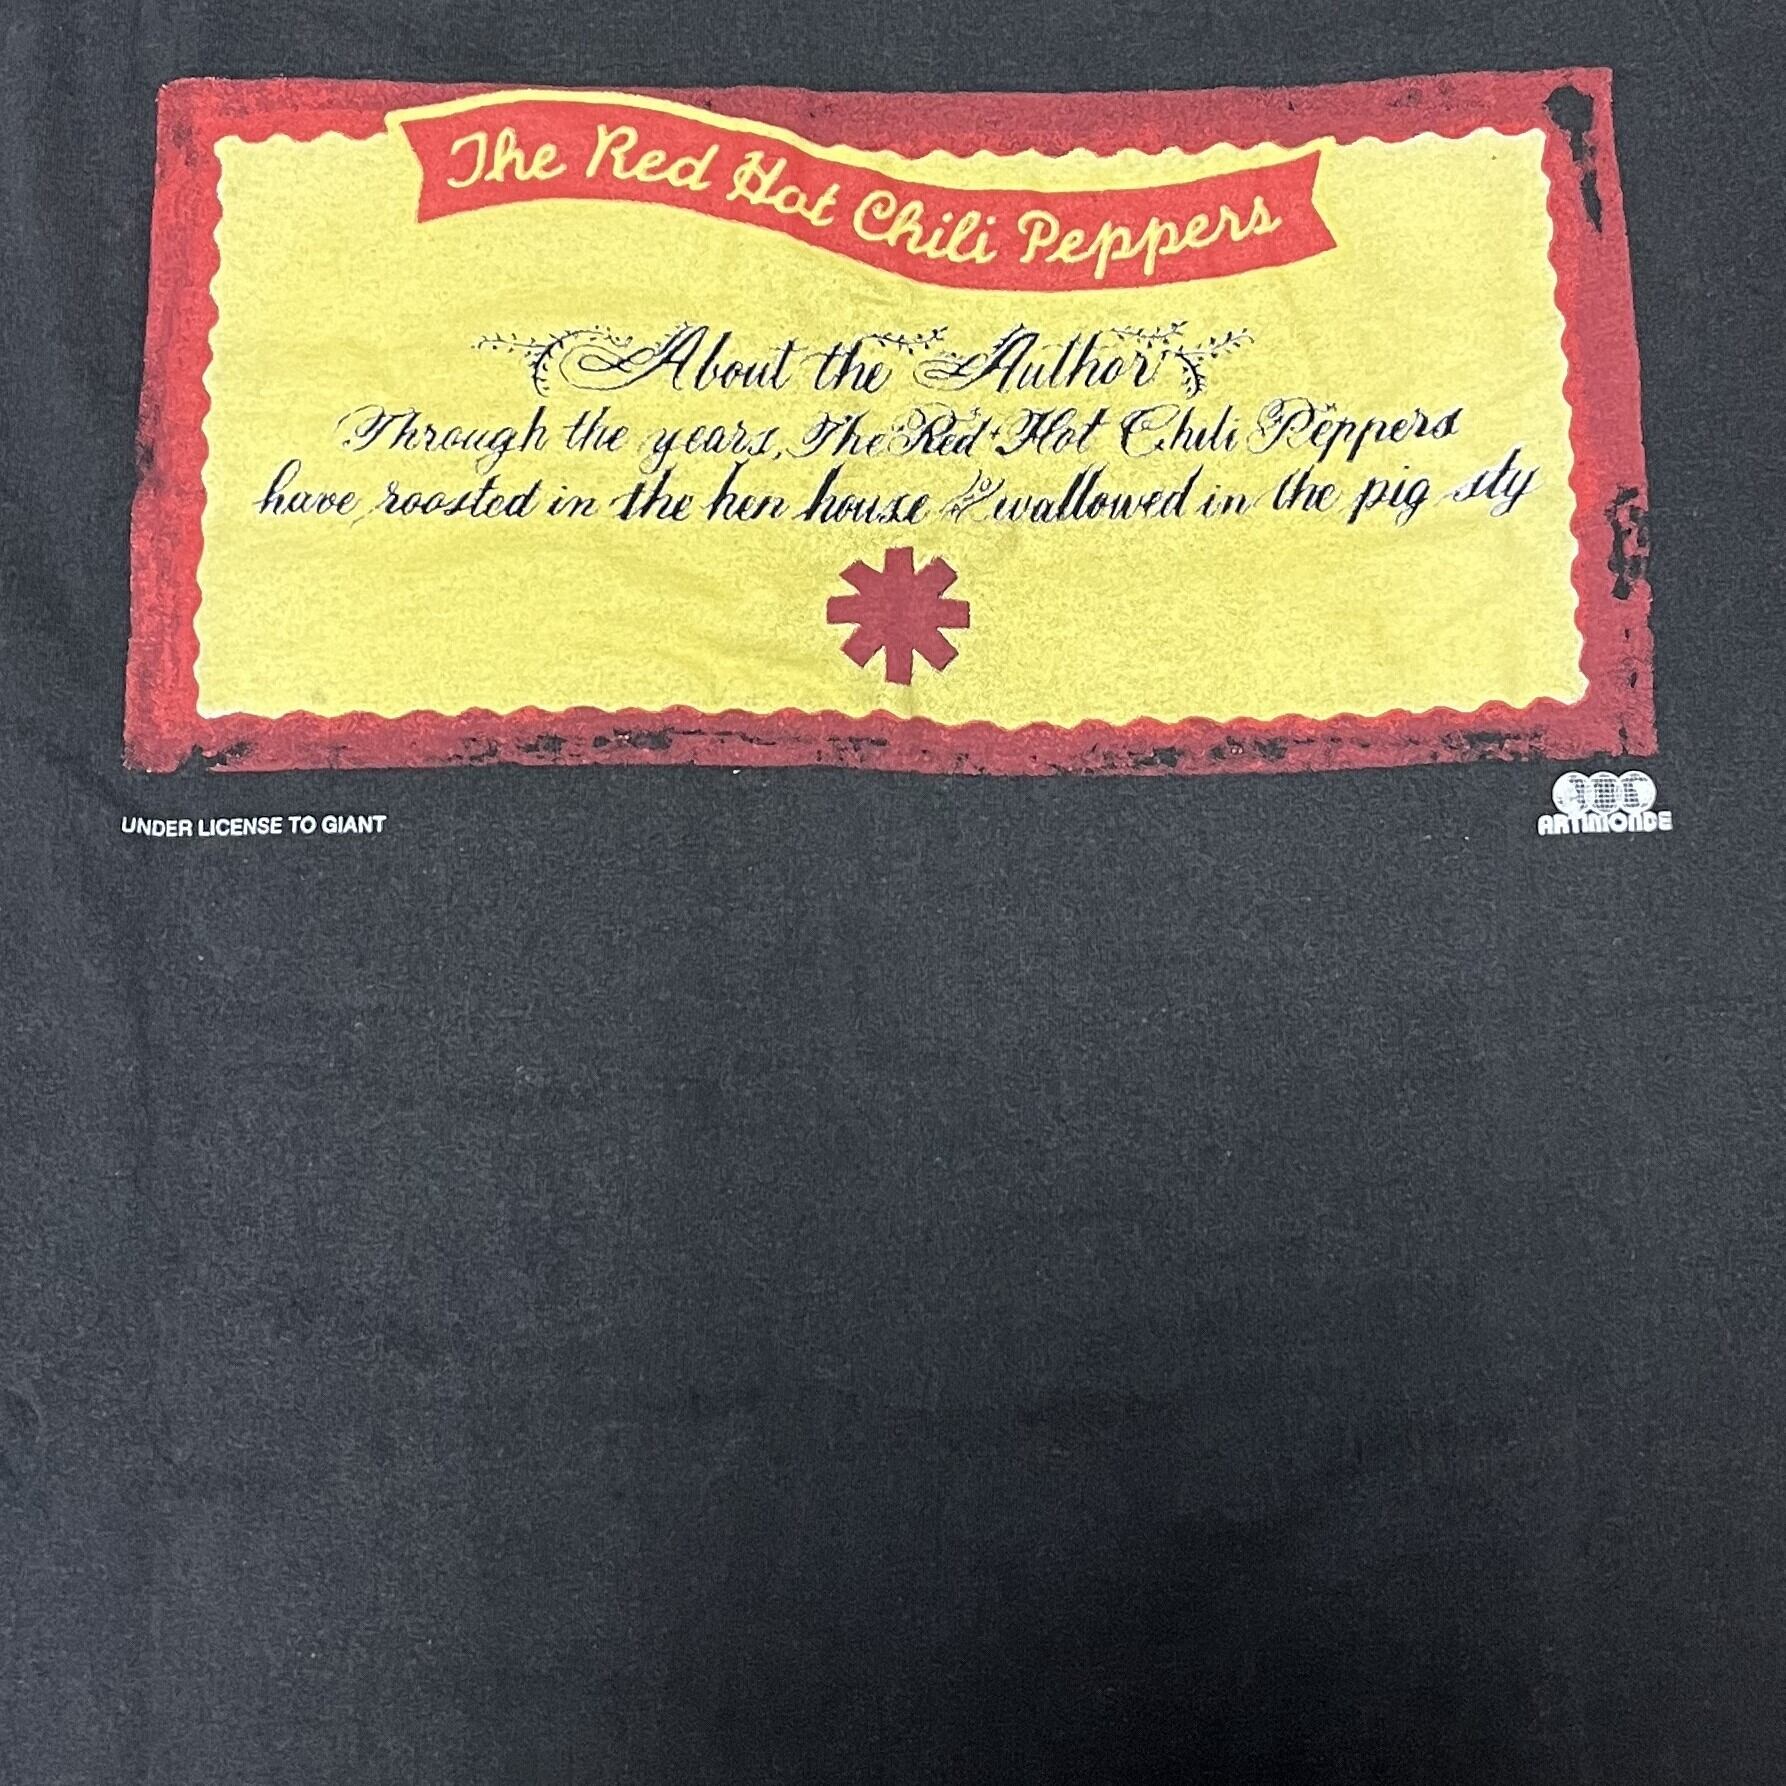 The Red Hot Chili Peppers
About the Author
Through the years, The Red Hot Chili Peppers
have roosted in the hen house & wallowed in the pig sty
UNDER LICENSE TO GIANT
ARTIMONDE